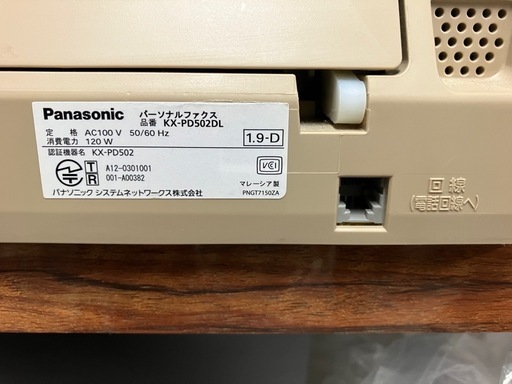 Panasonic パーソナルファクス
品番 KX-PD502DL
定 格 AC100 V 50/60 Hz
消費電力 120 W
1.9-D
認証機器名 KX-PD502
T A12-0301001
R 001-A00382
VCI
マレーシア製
パナソニック システムネットワークス株式会社
PNGT7150ZA
回線
(電話回線へ)